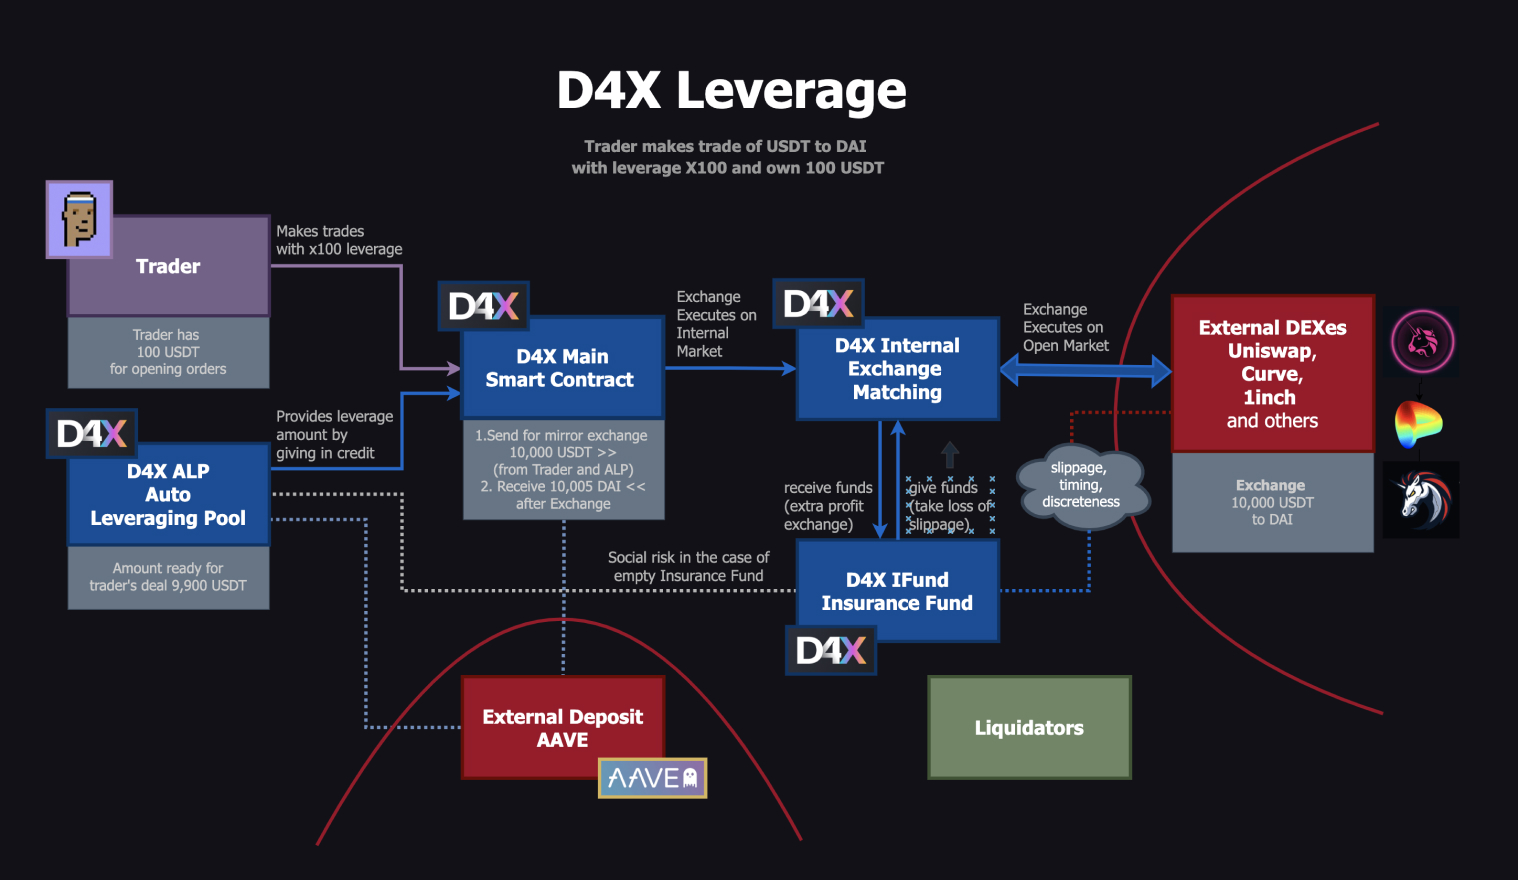 D4X Leverage
Trader makes trade of USDT to DAI
with leverage X100 and own 100 USDT
Trader
Trader has
100 USDT
for opening orders
Makes trades
with x100 leverage
D4X
D4X ALP
Auto
Leveraging Pool
Amount ready for
trader's deal 9,900 USDT
Provides leverage
amount by
giving in credit
D4X
D4X Main
Smart Contract
1.Send for mirror exchange
10,000 USDT >>
(from Trader and ALP)
2. Receive 10,005 DAI <<
after Exchange
Exchange
Executes on
Internal
Market
D4X
D4X Internal
Exchange
Matching
Exchange
Executes on
Open Market
External DEXes
Uniswap,
Curve,
1inch
and others
Exchange
10,000 USDT
to DAI
slippage,
timing,
discreteness
receive funds
(extra profit
exchange)
give funds
(take loss of
slippage)
Social risk in the case of
empty Insurance Fund
D4X IFund
Insurance Fund
D4X
External Deposit
AAVE
AAVE
Liquidators